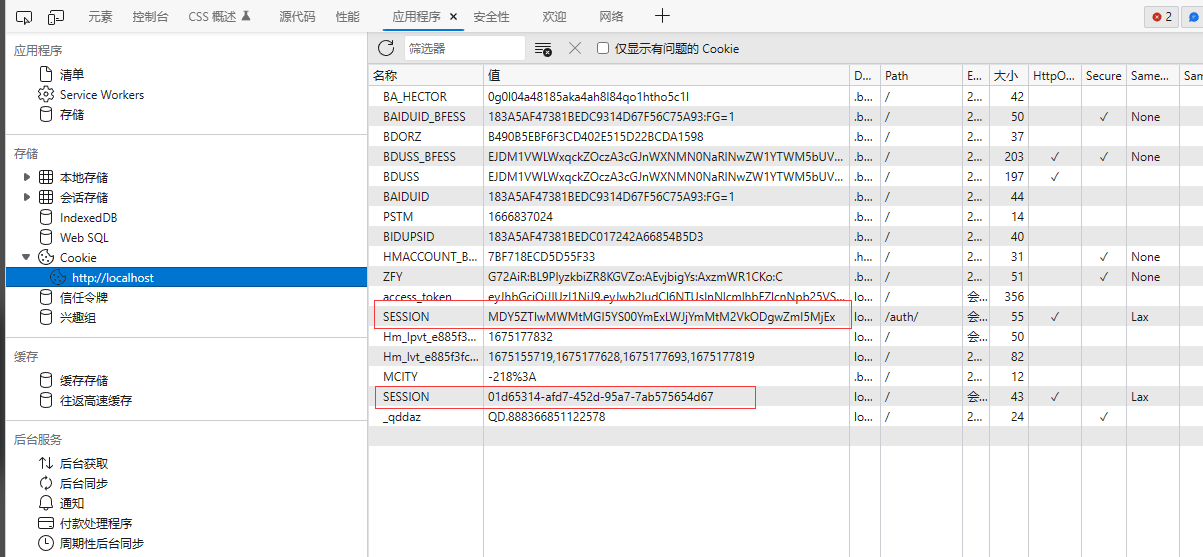 元素 控制台 CSS 概述 源代码 性能 应用程序 × 安全性 欢迎 网络 2
应用程序
清单
Service Workers
存储
存储
本地存储
会话存储
IndexedDB
Web SQL
Cookie
http://localhost
信任令牌
兴趣组
缓存
缓存存储
往返高速缓存
后台服务
后台获取
后台同步
通知
付款处理程序
周期性后台同步
筛选器 仅显示有问题的 Cookie
名称 值 D... Path E... 大小 HttpO... Secure Same... Sam
BA_HECTOR 0g0l04a48185aka4ah8l84qo1htho5c1l .b... / 2... 42
BAIDUID_BFESS 183A5AF47381BEDC9314D67F56C75A93:FG=1 .b... / 2... 50 ✓ None
BDORZ B490B5EBF6F3CD402E515D22BCDA1598 .b... / 2... 37
BDUSS_BFESS EJDM1VWLWxqckZOczA3cGJnWXNMN0NaRlNwZW1YTWM5bUV... .b... / 2... 203 ✓ ✓ None
BDUSS EJDM1VWLWxqckZOczA3cGJnWXNMN0NaRlNwZW1YTWM5bUV... .b... / 2... 197 ✓
BAIDUID 183A5AF47381BEDC9314D67F56C75A93:FG=1 .b... / 2... 44
PSTM 1666837024 .b... / 2... 14
BIDUPSID 183A5AF47381BEDC017242A66854B5D3 .b... / 2... 40
HMACCOUNT_B... 7BF718ECD5D55F33 .h... / 2... 31 ✓ None
ZFY G72AiR:BL9PlyzkbiZR8KGVZo:AEvjbigYs:AxzmWR1CKo:C .b... / 2... 51 ✓ None
access_token eyJhbGciOiJIUzI1NiJ9.eyJwb2ludCI6NTUsInNlcmlhbFZlcnNpb25VS... lo... / 会... 356
SESSION MDY5ZTIwMWMtMGI5YS00YmExLWJjYmMtM2VkODgwZmI5MjEx lo... /auth/ 会... 55 ✓ Lax
Hm_lpvt_e885f3f... 1675177832 lo... / 会... 50
Hm_lvt_e885f3fc... 1675155719,1675177628,1675177693,1675177819 lo... / 2... 82
MCITY -218%3A .b... / 2... 12
SESSION 01d65314-afd7-452d-95a7-7ab575654d67 lo... / 会... 43 ✓ Lax
_qddaz QD.888366851122578 lo... / 2... 24 ✓